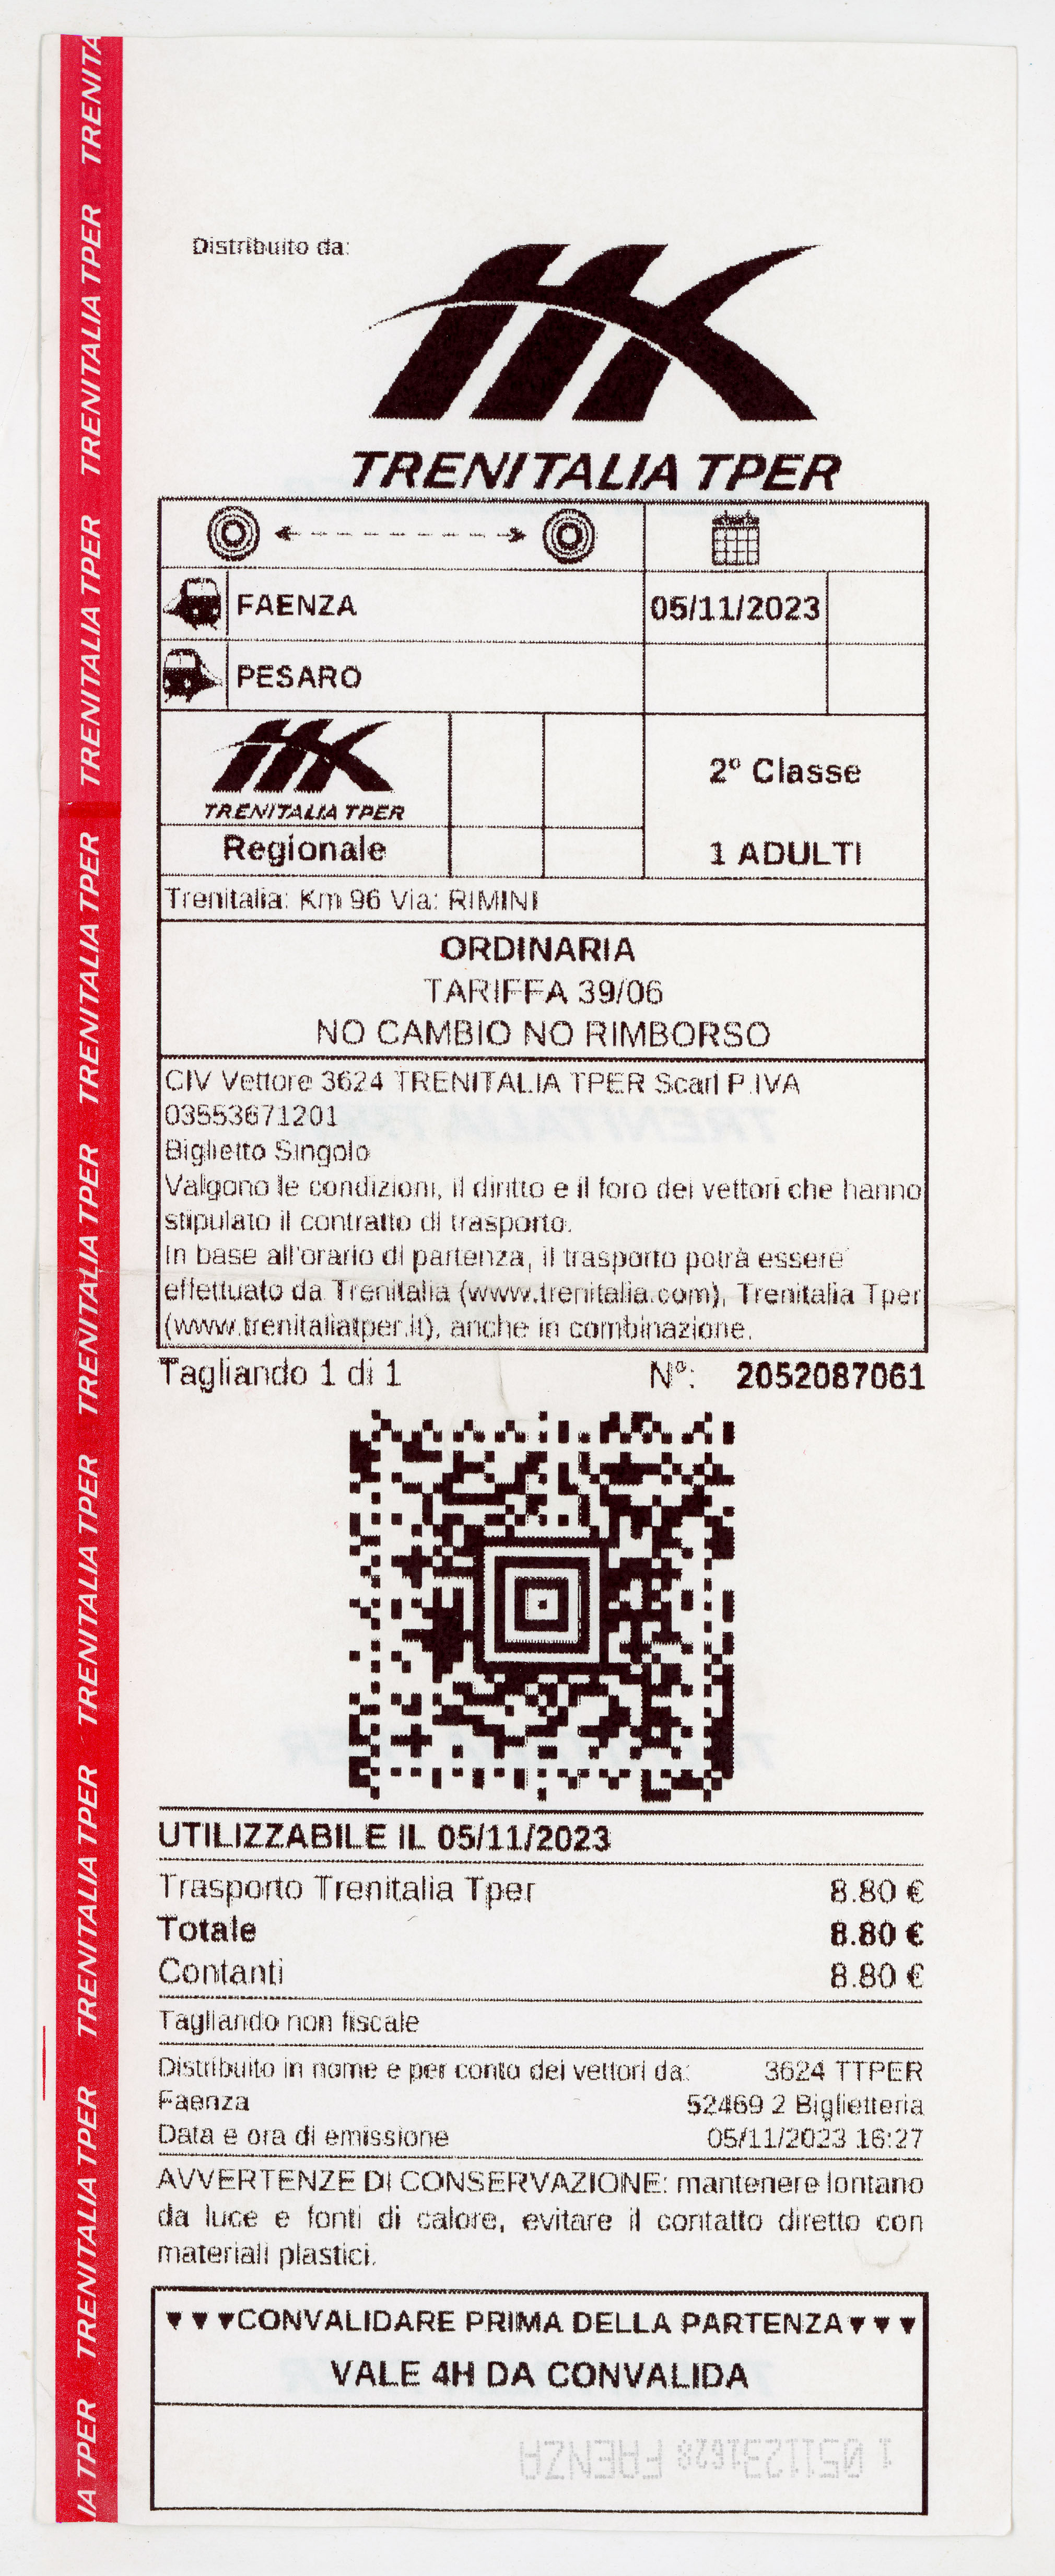 Distribuito da:
TRENITALIA TPER
FAENZA 05/11/2023
PESARO
TRENITALIA TPER
2° Classe
Regionale 1 ADULTI
Trenitalia: Km 96 Via: RIMINI
ORDINARIA
TARIFFA 39/06
NO CAMBIO NO RIMBORSO
CIV Vettore 3624 TRENITALIA TPER Scarl P.IVA
03553671201
Biglietto Singolo
Valgono le condizioni, il diritto e il foro dei vettori che hanno
stipulato il contratto di trasporto.
In base all'orario di partenza, il trasporto potrà essere
effettuato da Trenitalia (www.trenitalia.com), Trenitalia Tper
(www.trenitaliatper.it), anche in combinazione.
Tagliando 1 di 1 N°: 2052087061
UTILIZZABILE IL 05/11/2023
Trasporto Trenitalia Tper 8.80 €
Totale 8.80 €
Contanti 8.80 €
Tagliando non fiscale
Distribuito in nome e per conto dei vettori da: 3624 TTPER
Faenza 52469 2 Biglietteria
Data e ora di emissione 05/11/2023 16:27
AVVERTENZE DI CONSERVAZIONE: mantenere lontano
da luce e fonti di calore, evitare il contatto diretto con
materiali plastici.
▼▼▼CONVALIDARE PRIMA DELLA PARTENZA▼▼▼
VALE 4H DA CONVALIDA
1 0511231628 FAENZA
TRENITA
TRENITALIA TPER
TRENITALIA TPER
TRENITALIA TPER
TRENITALIA TPER
TRENITALIA TPER
TRENITALIA TPER
TRENITALIA TPER
IA TPER